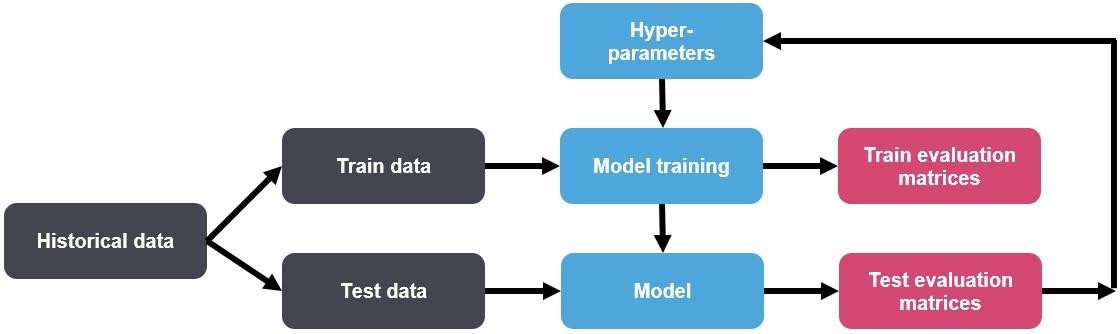 Hyper-
parameters
Train data
Model training
Train evaluation
matrices
Historical data
Test data
Model
Test evaluation
matrices